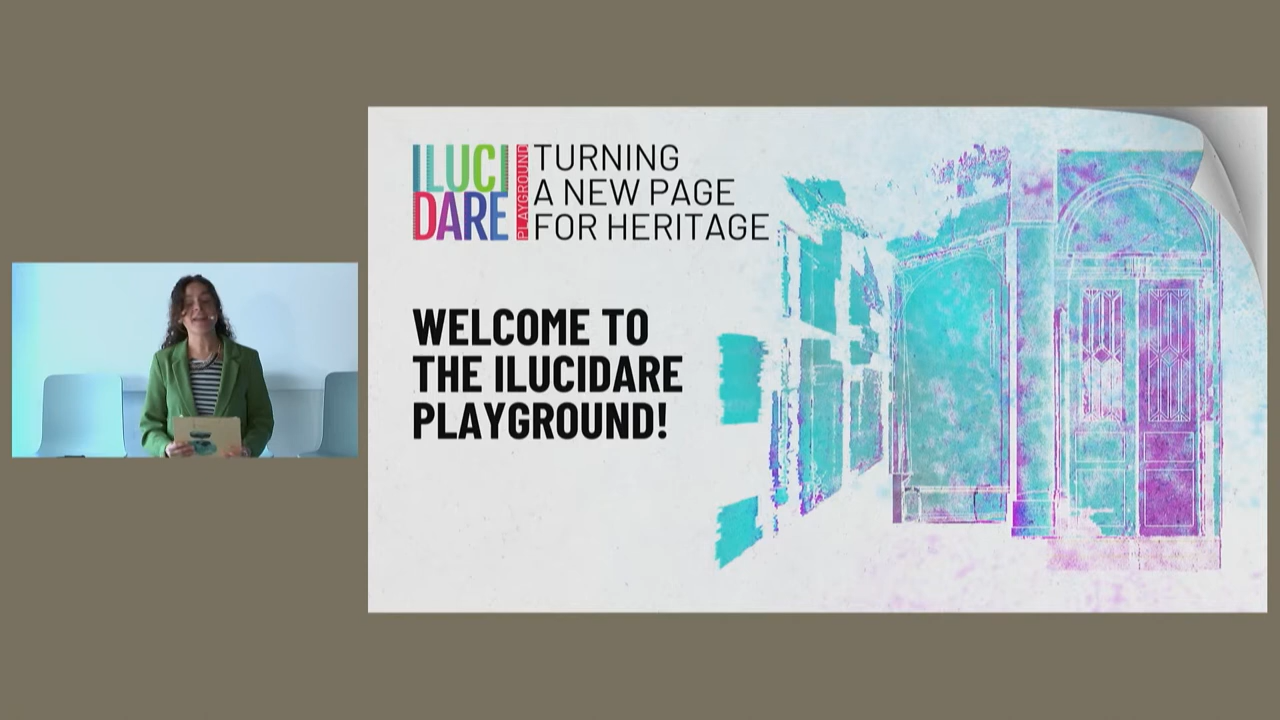 ILUCI
DARE
PLAYGROUND
TURNING
A NEW PAGE
FOR HERITAGE
WELCOME TO
THE ILUCIDARE
PLAYGROUND!